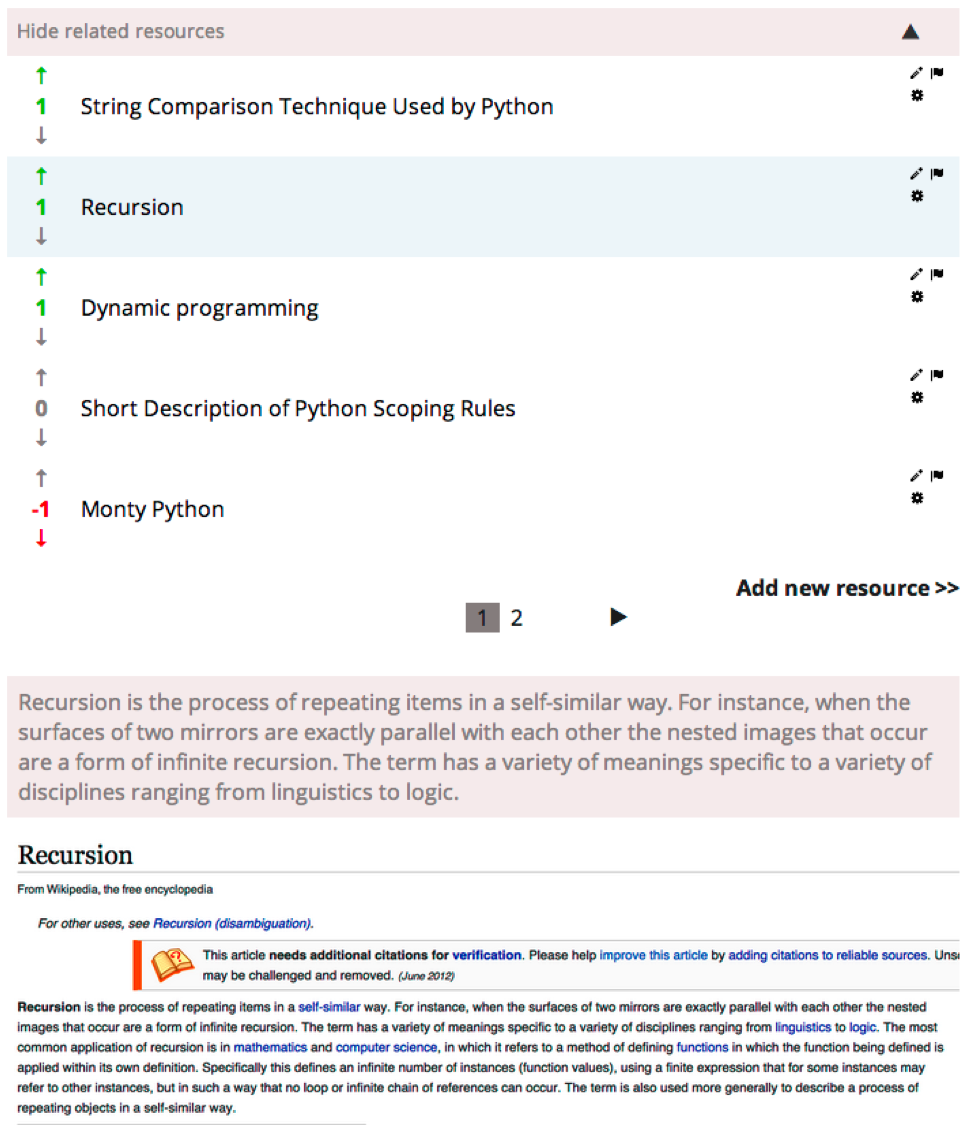 Hide related resources ▲
↑
1 String Comparison Technique Used by Python
↓
↑
1 Recursion
↓
↑
1 Dynamic programming
↓
↑
0 Short Description of Python Scoping Rules
↓
↑
-1 Monty Python
↓
Add new resource >>
1 2 ▶
Recursion is the process of repeating items in a self-similar way. For instance, when the
surfaces of two mirrors are exactly parallel with each other the nested images that occur
are a form of infinite recursion. The term has a variety of meanings specific to a variety of
disciplines ranging from linguistics to logic.
Recursion
From Wikipedia, the free encyclopedia
For other uses, see Recursion (disambiguation).
This article needs additional citations for verification. Please help improve this article by adding citations to reliable sources.
may be challenged and removed. (June 2012)
Recursion is the process of repeating items in a self-similar way. For instance, when the surfaces of two mirrors are exactly parallel with each other the nested
images that occur are a form of infinite recursion. The term has a variety of meanings specific to a variety of disciplines ranging from linguistics to logic. The most
common application of recursion is in mathematics and computer science, in which it refers to a method of defining functions in which the function being defined is
applied within its own definition. Specifically this defines an infinite number of instances (function values), using a finite expression that for some instances may
refer to other instances, but in such a way that no loop or infinite chain of references can occur. The term is also used more generally to describe a process of
repeating objects in a self-similar way.